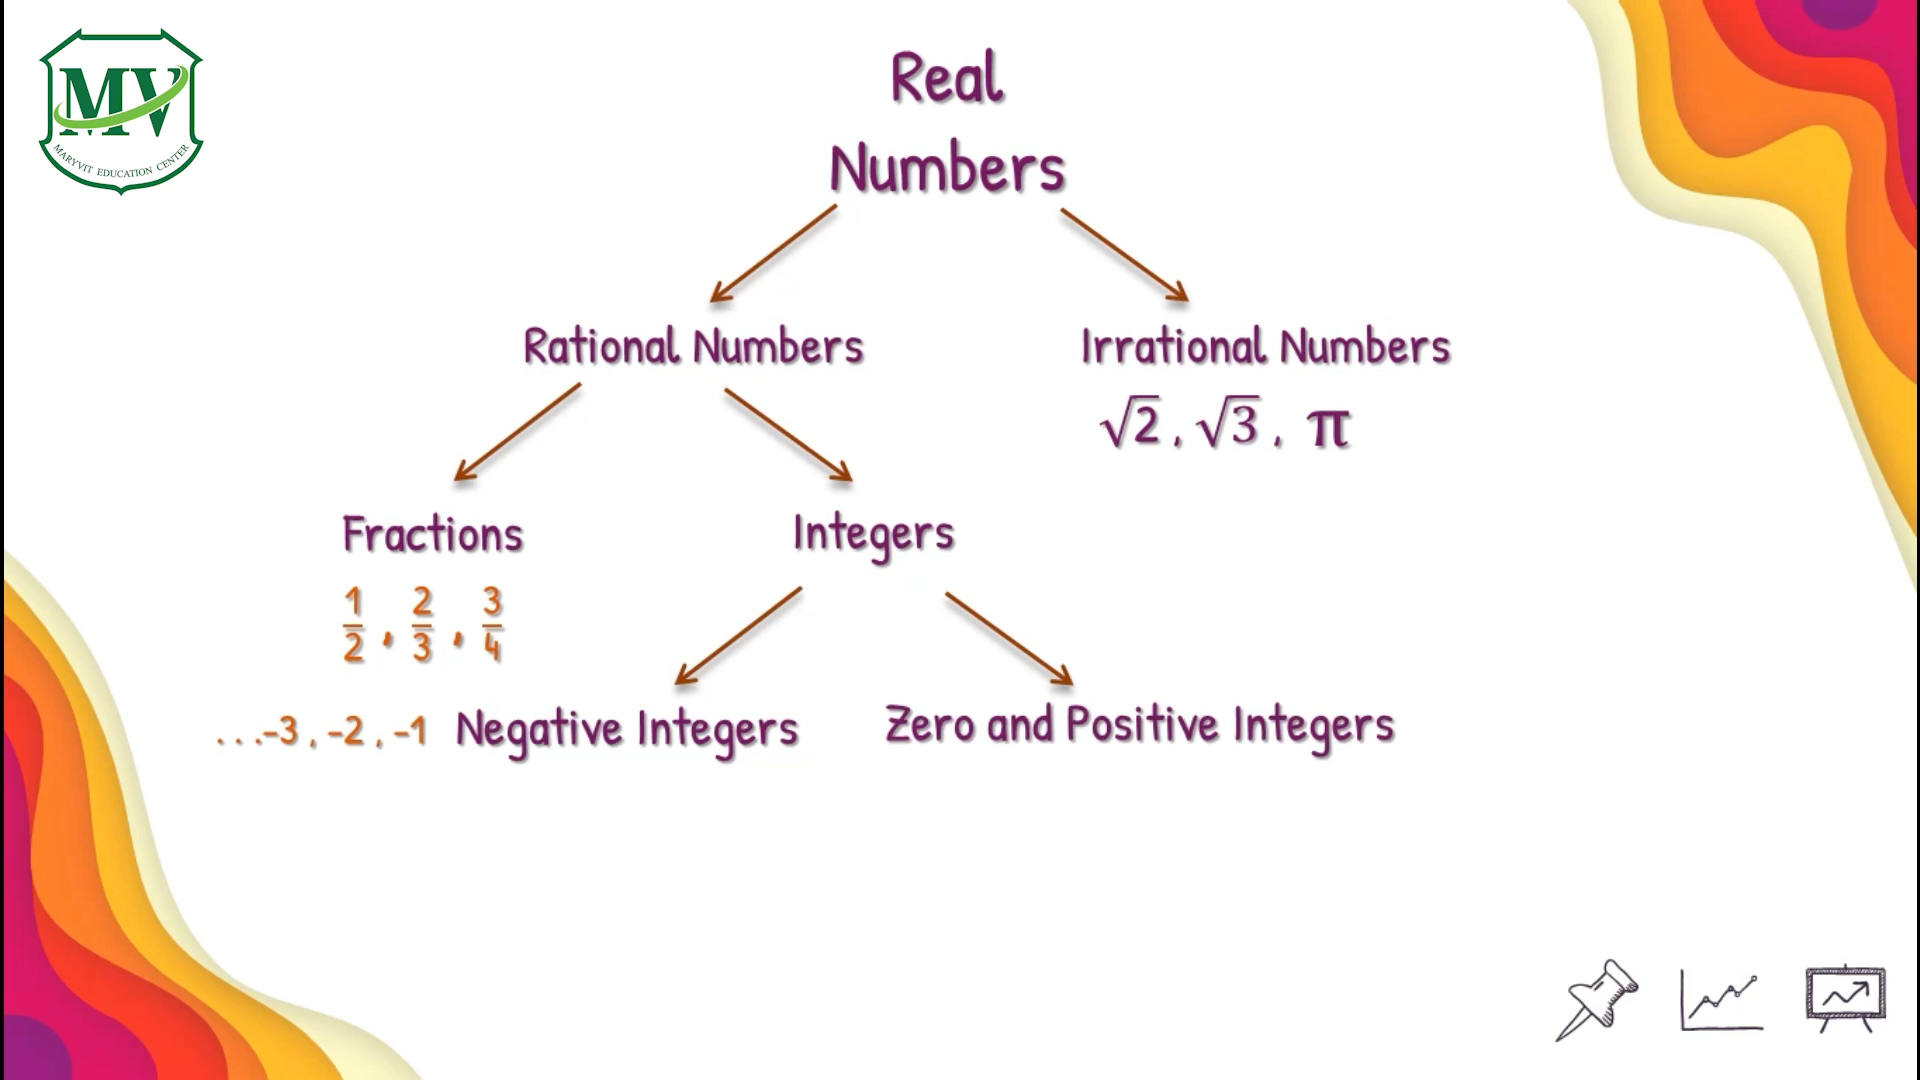 MV
MARYVIT EDUCATION CENTER
Real
Numbers
Rational Numbers
Irrational Numbers
√2 , √3 , π
Fractions
Integers
1/2 , 2/3 , 3/4
. . .-3 , -2 , -1 Negative Integers
Zero and Positive Integers